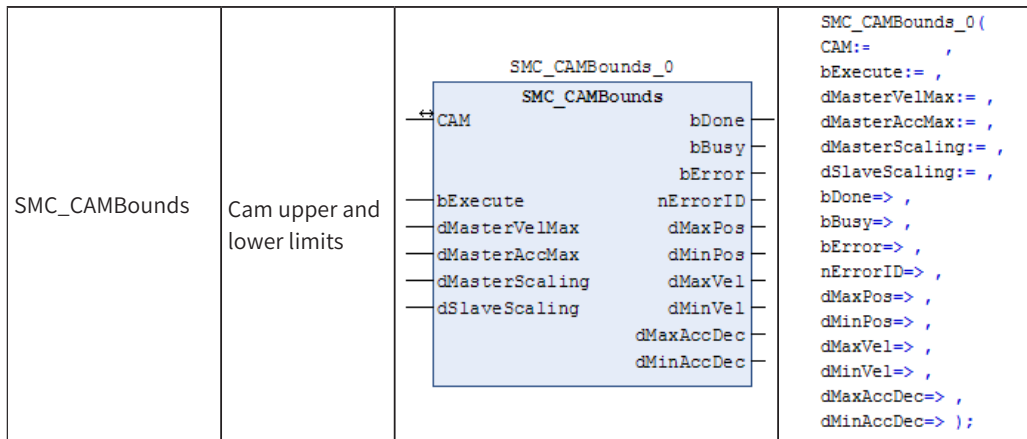 SMC_CAMBounds
Cam upper and
lower limits
SMC_CAMBounds_0
SMC_CAMBounds
CAM
bDone
bBusy
bError
bExecute
nErrorID
dMasterVelMax
dMaxPos
dMasterAccMax
dMinPos
dMasterScaling
dMaxVel
dSlaveScaling
dMinVel
dMaxAccDec
dMinAccDec
SMC_CAMBounds_0(
CAM:= ,
bExecute:= ,
dMasterVelMax:= ,
dMasterAccMax:= ,
dMasterScaling:= ,
dSlaveScaling:= ,
bDone=> ,
bBusy=> ,
bError=> ,
nErrorID=> ,
dMaxPos=> ,
dMinPos=> ,
dMaxVel=> ,
dMinVel=> ,
dMaxAccDec=> ,
dMinAccDec=> );